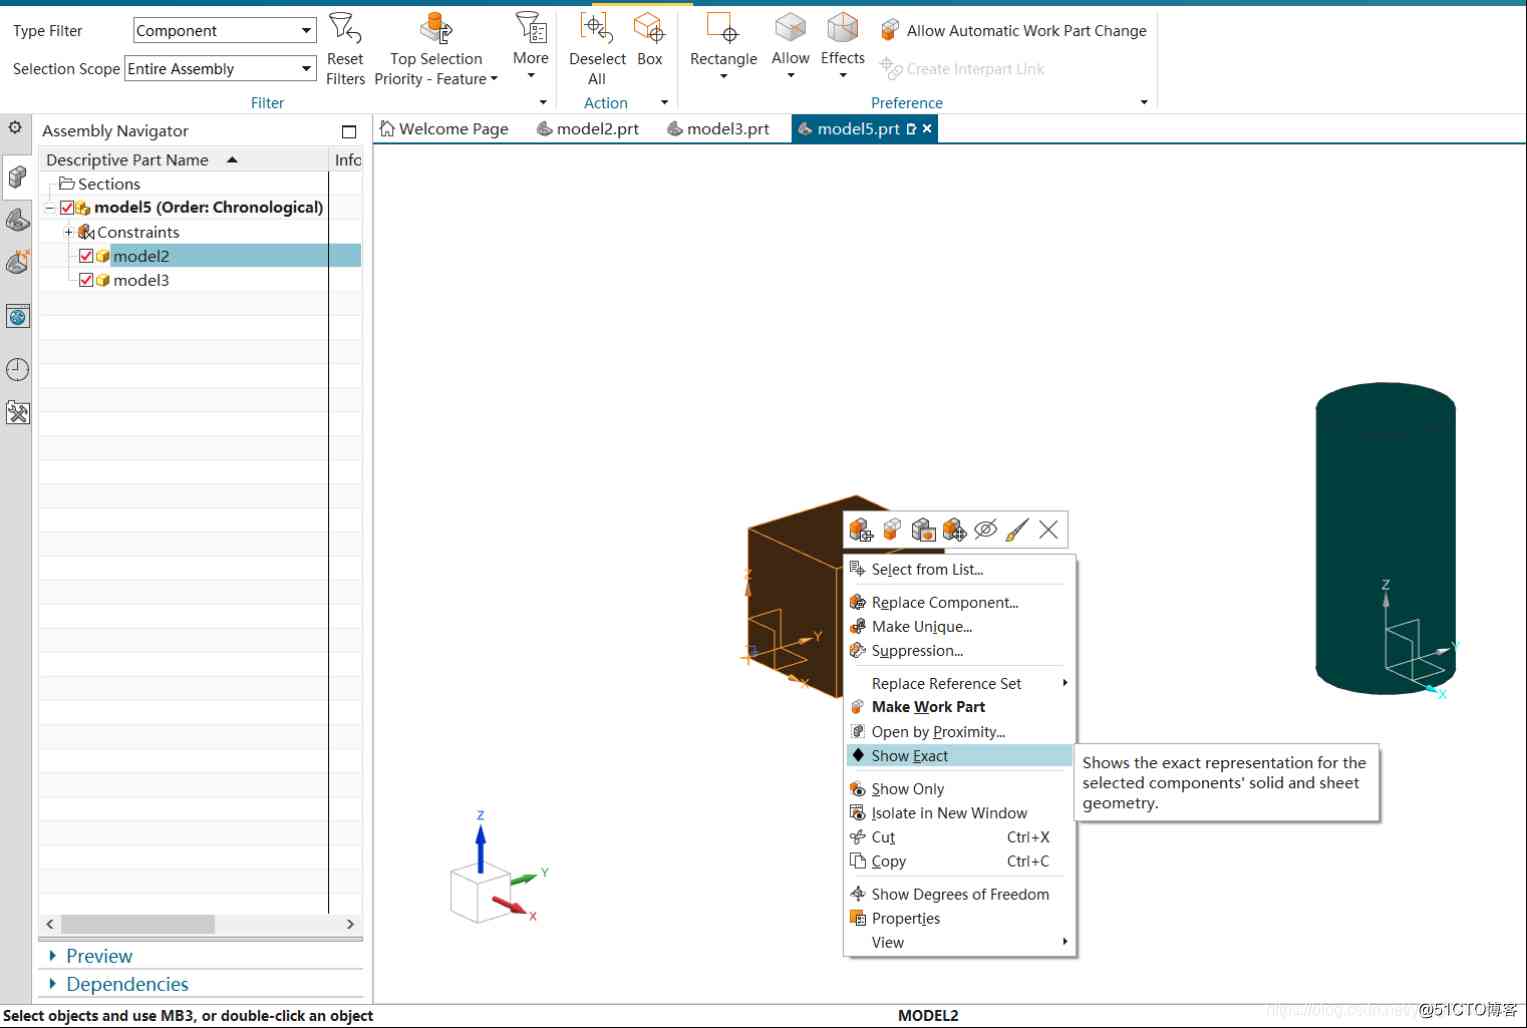 Type Filter
Component
Selection Scope
Entire Assembly
Reset
Filters
Top Selection
Priority - Feature
More
Filter
Deselect
All
Box
Action
Rectangle
Allow
Effects
Allow Automatic Work Part Change
Create Interpart Link
Preference
Assembly Navigator
Welcome Page
model2.prt
model3.prt
model5.prt
Descriptive Part Name
Info
Sections
model5 (Order: Chronological)
Constraints
model2
model3
Select from List...
Replace Component...
Make Unique...
Suppression...
Replace Reference Set
Make Work Part
Open by Proximity...
Show Exact
Shows the exact representation for the
selected components' solid and sheet
geometry.
Show Only
Isolate in New Window
Cut Ctrl+X
Copy Ctrl+C
Show Degrees of Freedom
Properties
View
Z
Y
X
Z
Y
X
Z
Y
X
Preview
Dependencies
Select objects and use MB3, or double-click an object
MODEL2
@51CTO博客